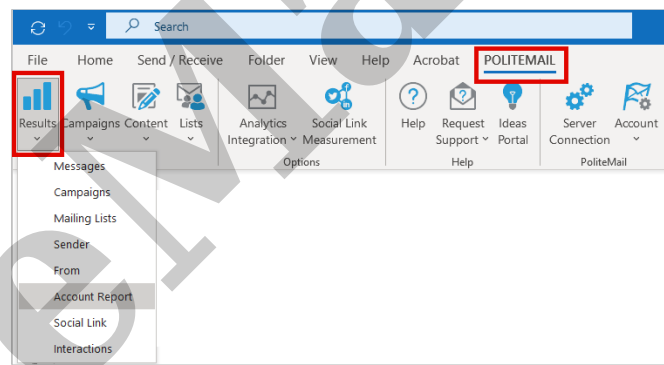 Search
File Home Send / Receive Folder View Help Acrobat POLITEMAIL
Results Campaigns Content Lists Analytics Integration Social Link Measurement Help Request Support Ideas Portal Server Connection Account
Options Help PoliteMail
Messages
Campaigns
Mailing Lists
Sender
From
Account Report
Social Link
Interactions